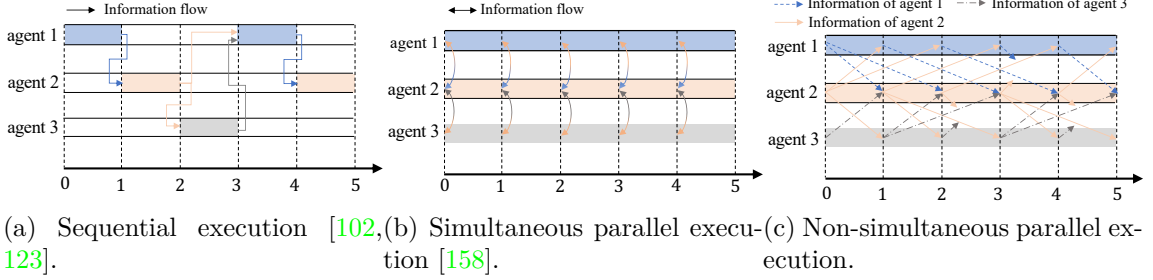 Information flow
agent 1
agent 2
agent 3
0 1 2 3 4 5
(a) Sequential execution [102,
123].
Information flow
agent 1
agent 2
agent 3
0 1 2 3 4 5
(b) Simultaneous parallel execu-
tion [158].
Information of agent 1 Information of agent 3
Information of agent 2
agent 1
agent 2
agent 3
0 1 2 3 4 5
(c) Non-simultaneous parallel ex-
ecution.